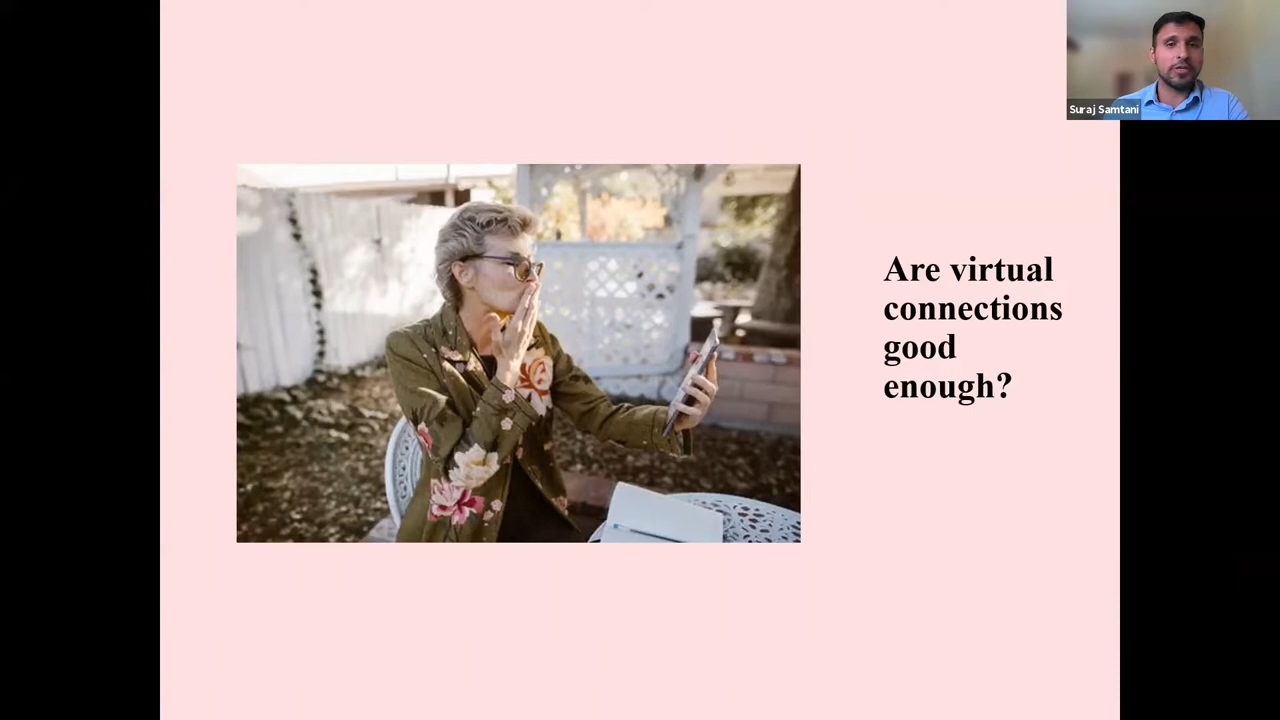 Suraj Samtani
Are virtual
connections
good
enough?